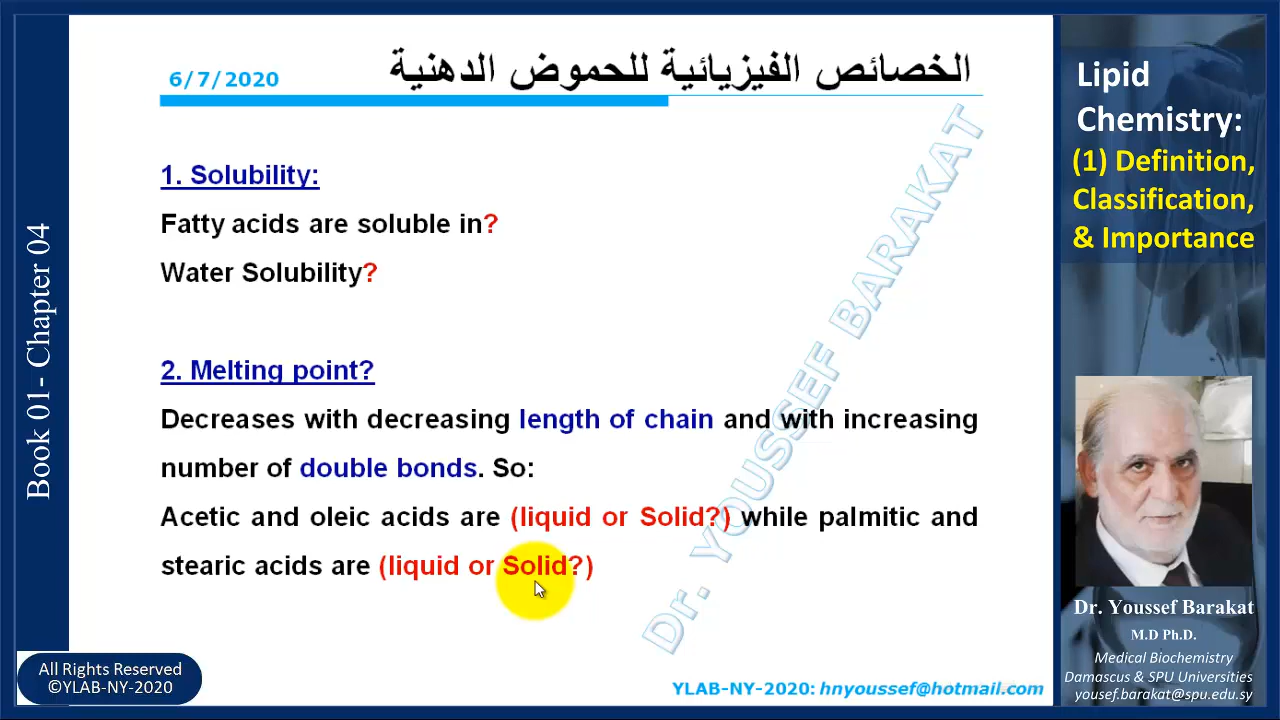 6/7/2020
الخصائص الفيزيائية للحموض الدهنية
1. Solubility:
Fatty acids are soluble in?
Water Solubility?
2. Melting point?
Decreases with decreasing length of chain and with increasing
number of double bonds. So:
Acetic and oleic acids are (liquid or Solid?) while palmitic and
stearic acids are (liquid or Solid?)
Dr. YOUSSEF BARAKAT
YLAB-NY-2020: hnyoussef@hotmail.com
Book 01- Chapter 04
All Rights Reserved
©YLAB-NY-2020
Lipid
Chemistry:
(1) Definition,
Classification,
& Importance
Dr. Youssef Barakat
M.D Ph.D.
Medical Biochemistry
Damascus & SPU Universities
yousef.barakat@spu.edu.sy